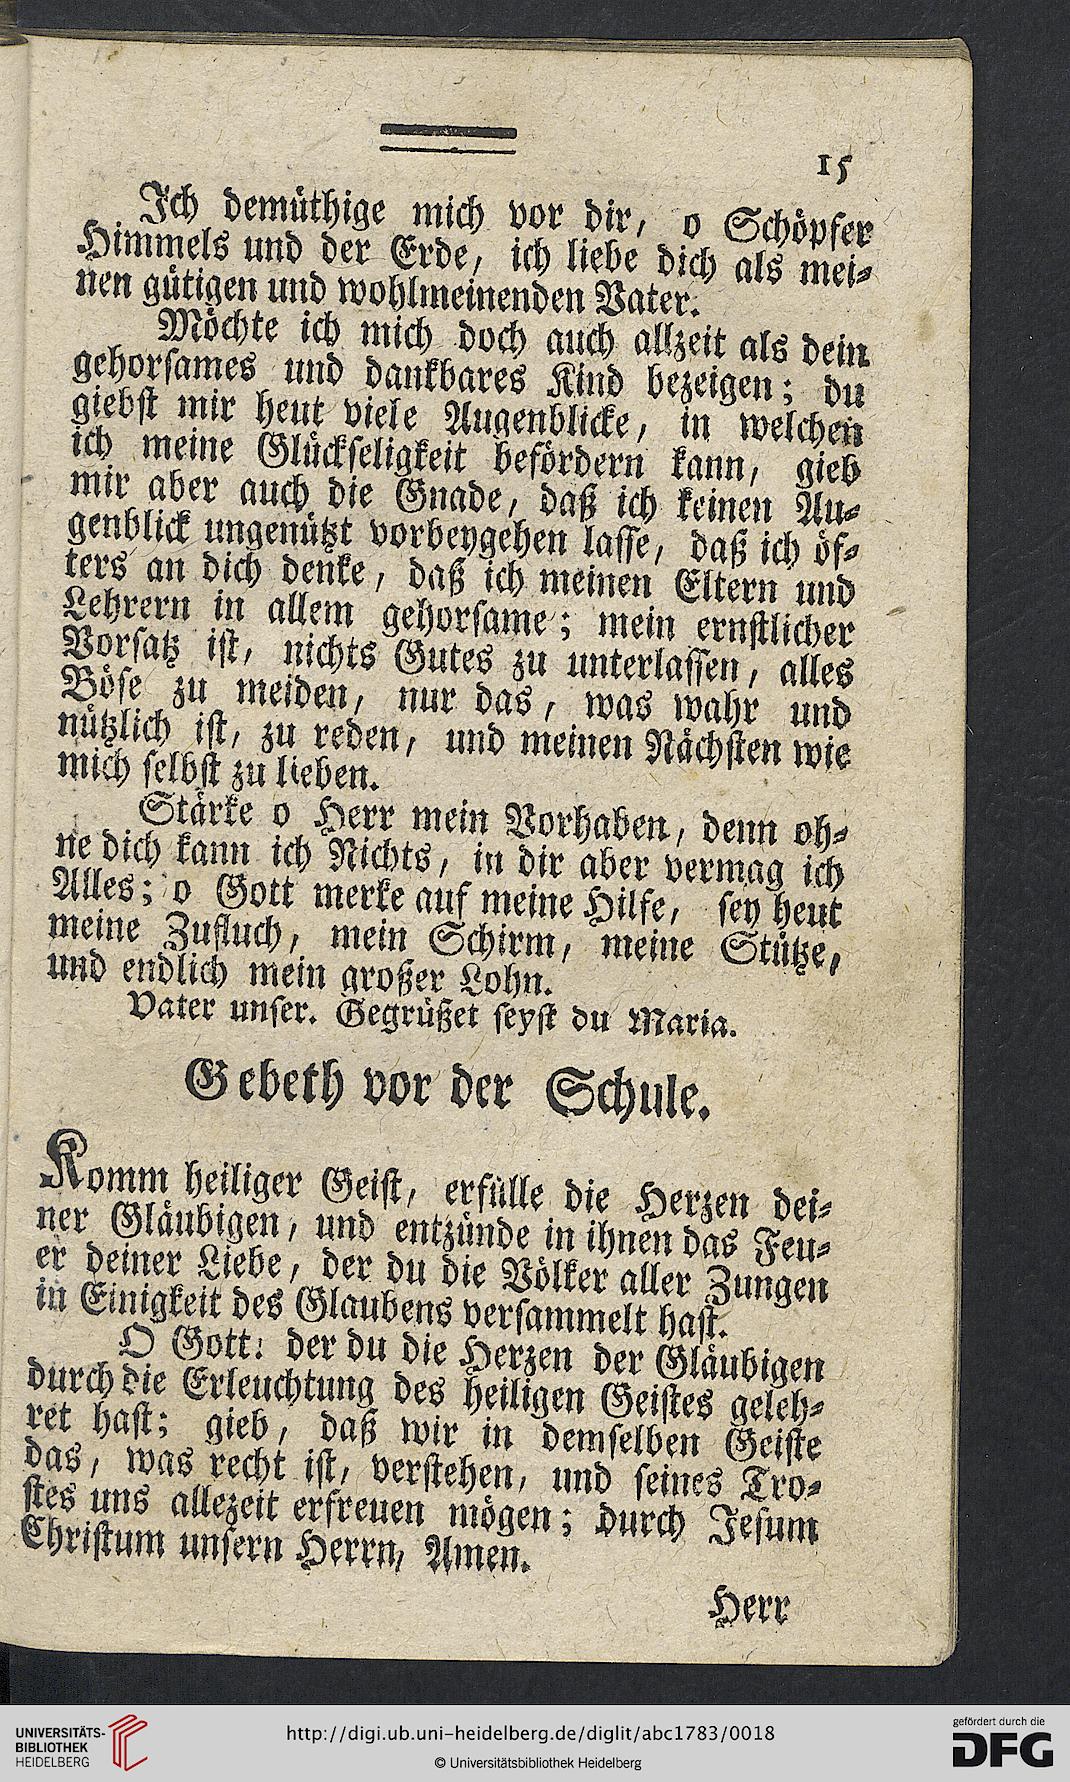 15
Ich demüthige mich vor dir, o Schöpfer
Himmels und der Erde, ich liebe dich als mei⸗
nen gütigen und wohlmeinenden Vater.
Möchte ich mich doch auch allzeit als dein
gehorsames und dankbares Kind bezeigen; du
giebst mir heut viele Augenblicke, in welchen
ich meine Glückseligkeit befördern kann, gieb
mir aber auch die Gnade, daß ich keinen Au⸗
genblick ungenützt vorbeygehen lasse, daß ich öf⸗
ters an dich denke, daß ich meinen Eltern und
Lehrern in allem gehorsame; mein ernstlicher
Vorsatz ist, nichts Gutes zu unterlassen, alles
Böse zu meiden, nur das, was wahr und
nützlich ist, zu reden, und meinen Nächsten wie
mich selbst zu lieben.
Stärke o Herr mein Vorhaben, denn oh⸗
ne dich kann ich Nichts, in dir aber vermag ich
Alles; o Gott merke auf meine Hilfe, sey heut
meine Zufluch, mein Schirm, meine Stütze,
und endlich mein großer Lohn.
Vater unser. Gegrüßet seyst du Maria.
Gebeth vor der Schule.
Komm heiliger Geist, erfülle die Herzen dei⸗
ner Gläubigen, und entzünde in ihnen das Feu⸗
er deiner Liebe, der du die Völker aller Zungen
in Einigkeit des Glaubens versammelt hast.
O Gott! der du die Herzen der Gläubigen
durch die Erleuchtung des heiligen Geistes geleh⸗
ret hast; gieb, daß wir in demselben Geiste
das, was recht ist, verstehen, und seines Tro⸗
stes uns allezeit erfreuen mögen; durch Jesum
Christum unsern Herrn, Amen.
Herr
UNIVERSITÄTS-
BIBLIOTHEK
HEIDELBERG
http://digi.ub.uni-heidelberg.de/diglit/abc1783/0018
© Universitätsbibliothek Heidelberg
gefördert durch die
DFG